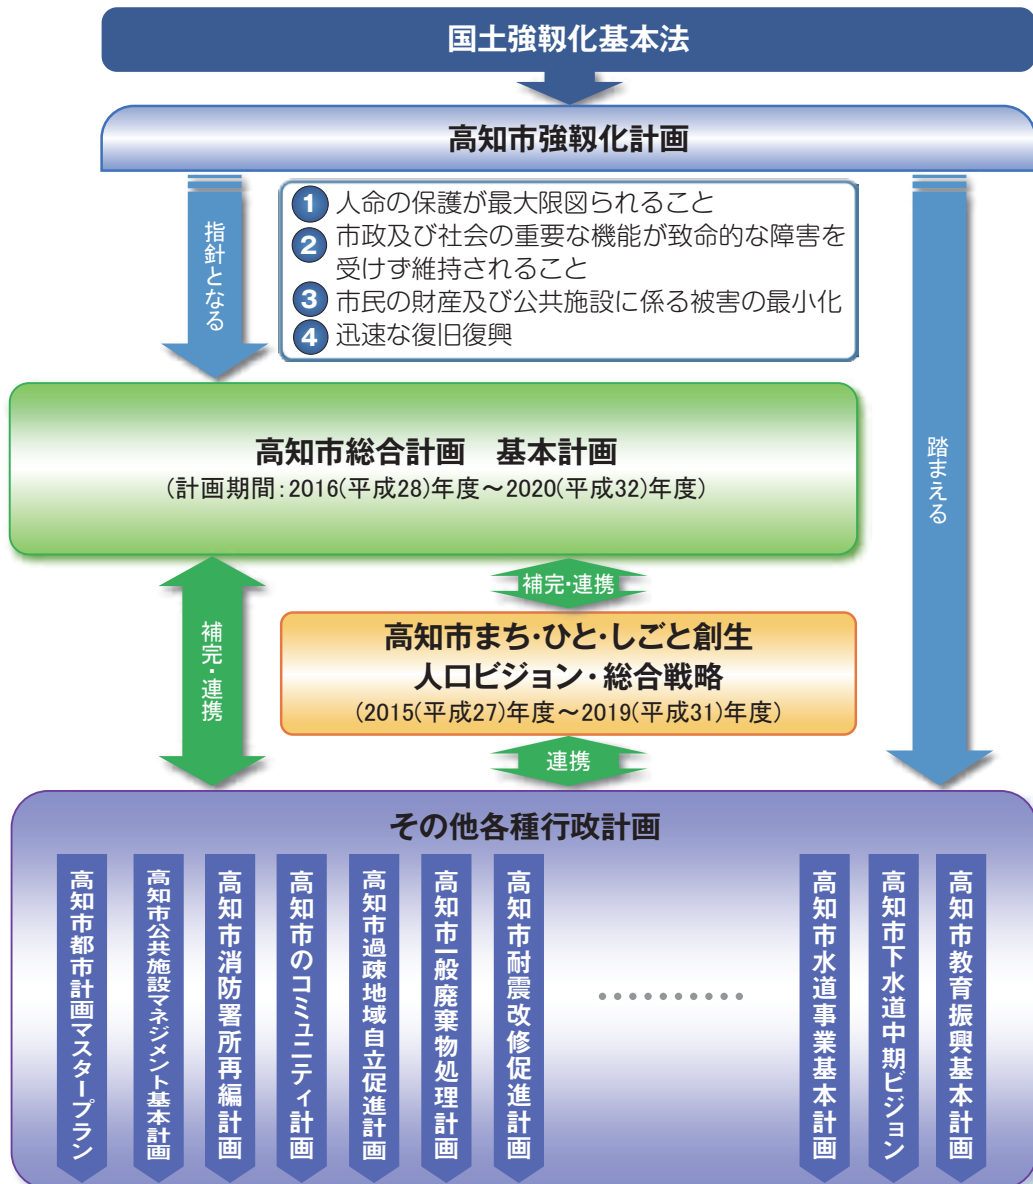 国土強靱化基本法
高知市強靱化計画
指針となる
1 人命の保護が最大限図られること
2 市政及び社会の重要な機能が致命的な障害を
受けず維持されること
3 市民の財産及び公共施設に係る被害の最小化
4 迅速な復旧復興
踏まえる
高知市総合計画　基本計画
(計画期間:2016(平成28)年度～2020(平成32)年度)
補完・連携
補完・連携
高知市まち・ひと・しごと創生
人口ビジョン・総合戦略
(2015(平成27)年度～2019(平成31)年度)
連携
その他各種行政計画
高知市都市計画マスタープラン
高知市公共施設マネジメント基本計画
高知市消防署所再編計画
高知市のコミュニティ計画
高知市過疎地域自立促進計画
高知市一般廃棄物処理計画
高知市耐震改修促進計画
‥‥‥‥‥
高知市水道事業基本計画
高知市下水道中期ビジョン
高知市教育振興基本計画